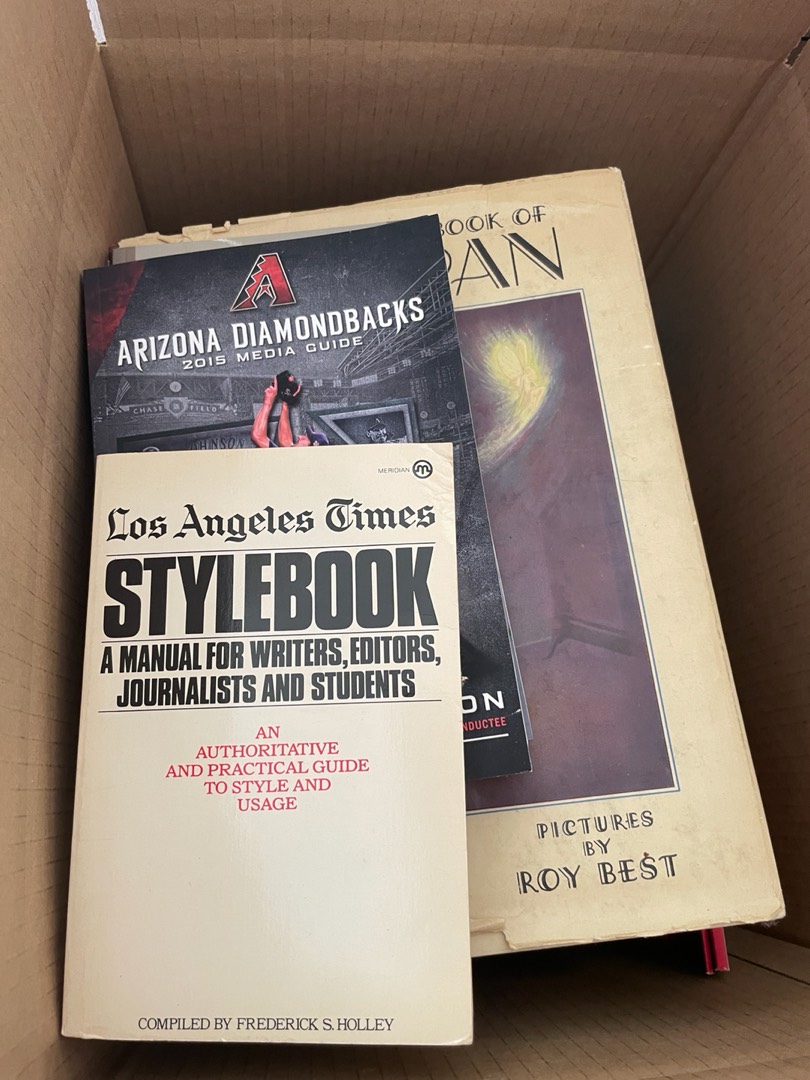 BOOK OF
PAN
ARIZONA DIAMONDBACKS
2015 MEDIA GUIDE
CHASE FIELD
JOHNSON
ON
INDUCTEE
PICTURES
BY
ROY BEST
MERIDIAN
Los Angeles Times
STYLEBOOK
A MANUAL FOR WRITERS, EDITORS,
JOURNALISTS AND STUDENTS
AN
AUTHORITATIVE
AND PRACTICAL GUIDE
TO STYLE AND
USAGE
COMPILED BY FREDERICK S. HOLLEY